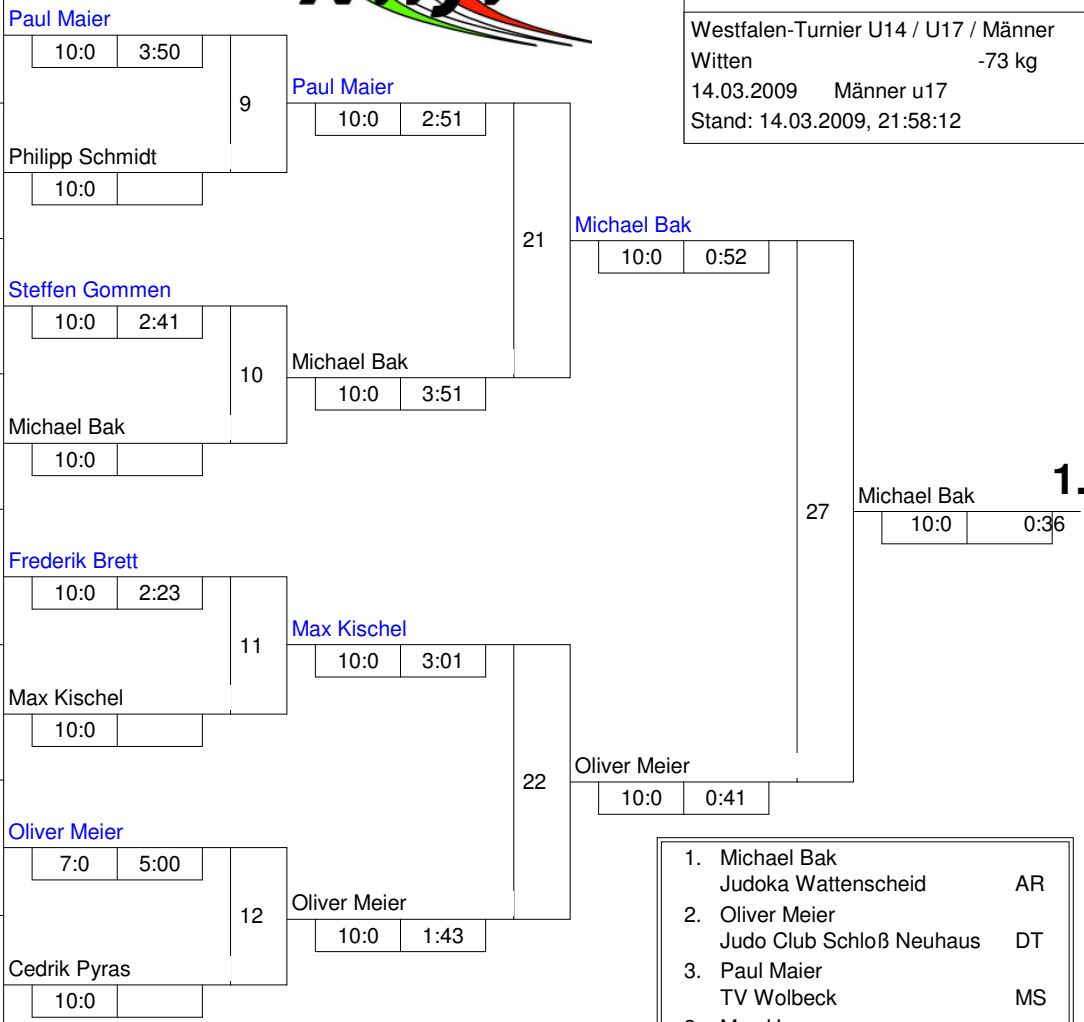 Paul Maier
10:0 3:50
9
Philipp Schmidt
10:0
Steffen Gommen
10:0 2:41
10
Michael Bak
10:0
Frederik Brett
10:0 2:23
11
Max Kischel
10:0
Oliver Meier
7:0 5:00
12
Cedrik Pyras
10:0
Paul Maier
10:0 2:51
21
Michael Bak
10:0 3:51
Max Kischel
10:0 3:01
22
Oliver Meier
10:0 1:43
Michael Bak
10:0 0:52
27
Oliver Meier
10:0 0:41
Michael Bak 1.
10:0 0:36
Westfalen-Turnier U14 / U17 / Männer
Witten -73 kg
14.03.2009 Männer u17
Stand: 14.03.2009, 21:58:12
1. Michael Bak
Judoka Wattenscheid AR
2. Oliver Meier
Judo Club Schloß Neuhaus DT
3. Paul Maier
TV Wolbeck MS